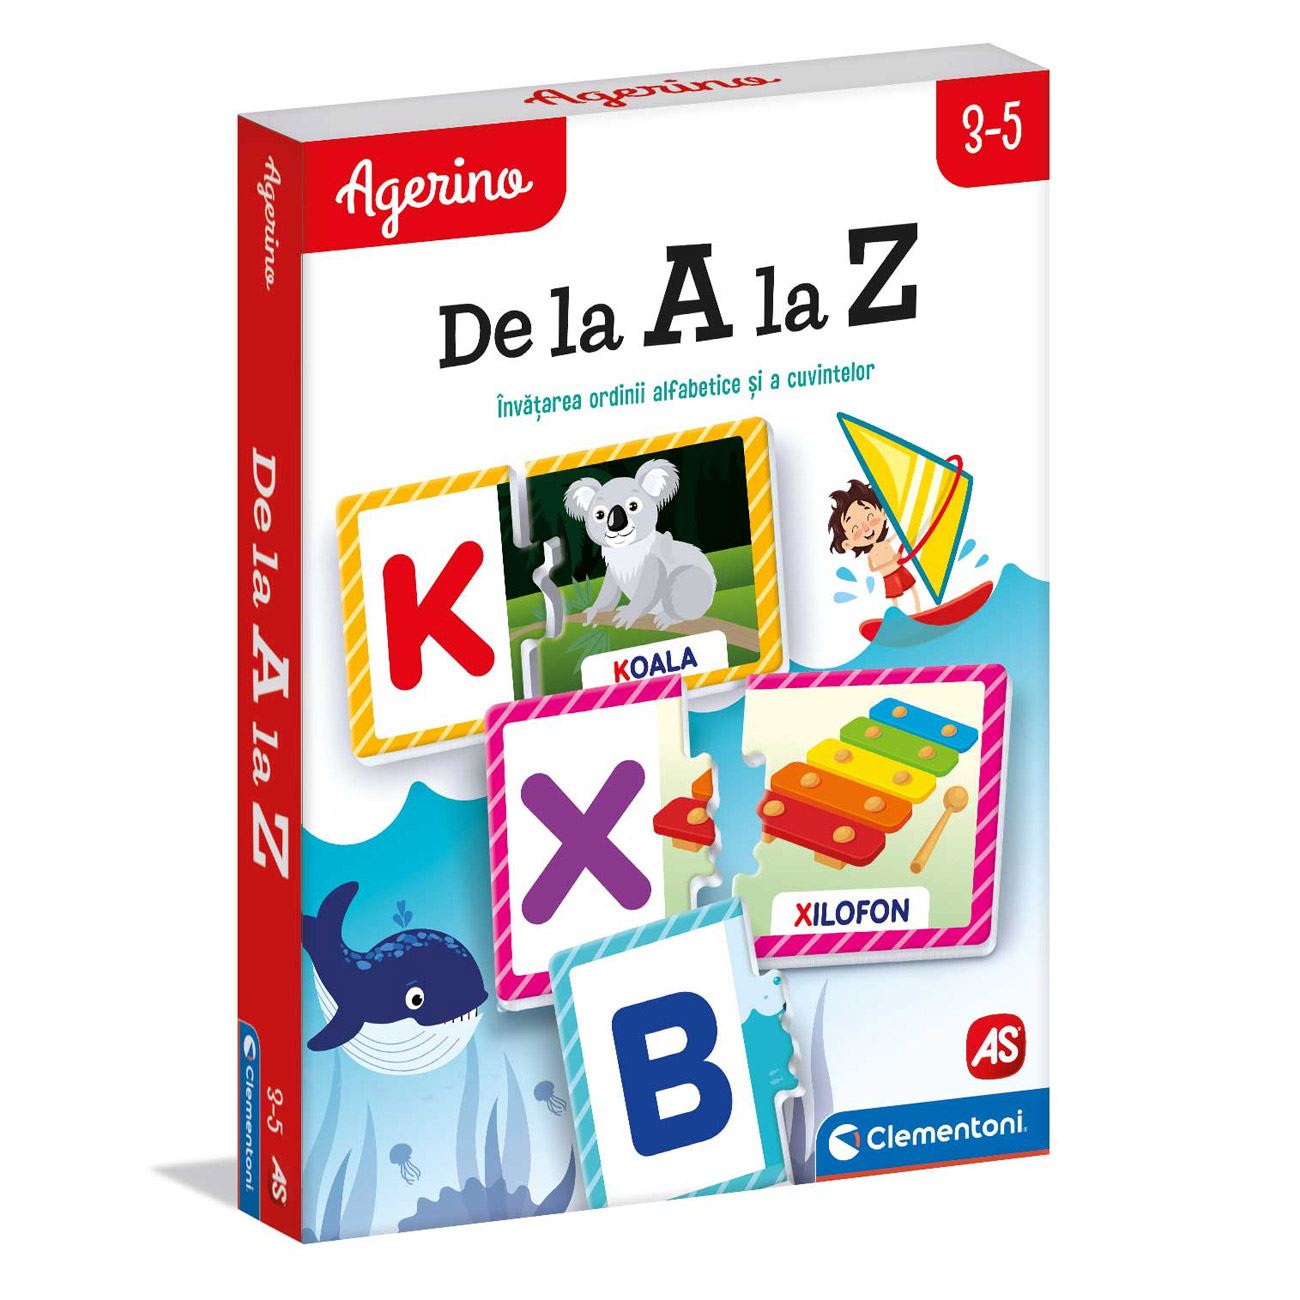 Agerino
Agerino
3-5
De la A la Z
Învățarea ordinii alfabetice și a cuvintelor
K
KOALA
X
XILOFON
B
AS
Clementoni
Agerino
De la A la Z
Clementoni
3-5
AS